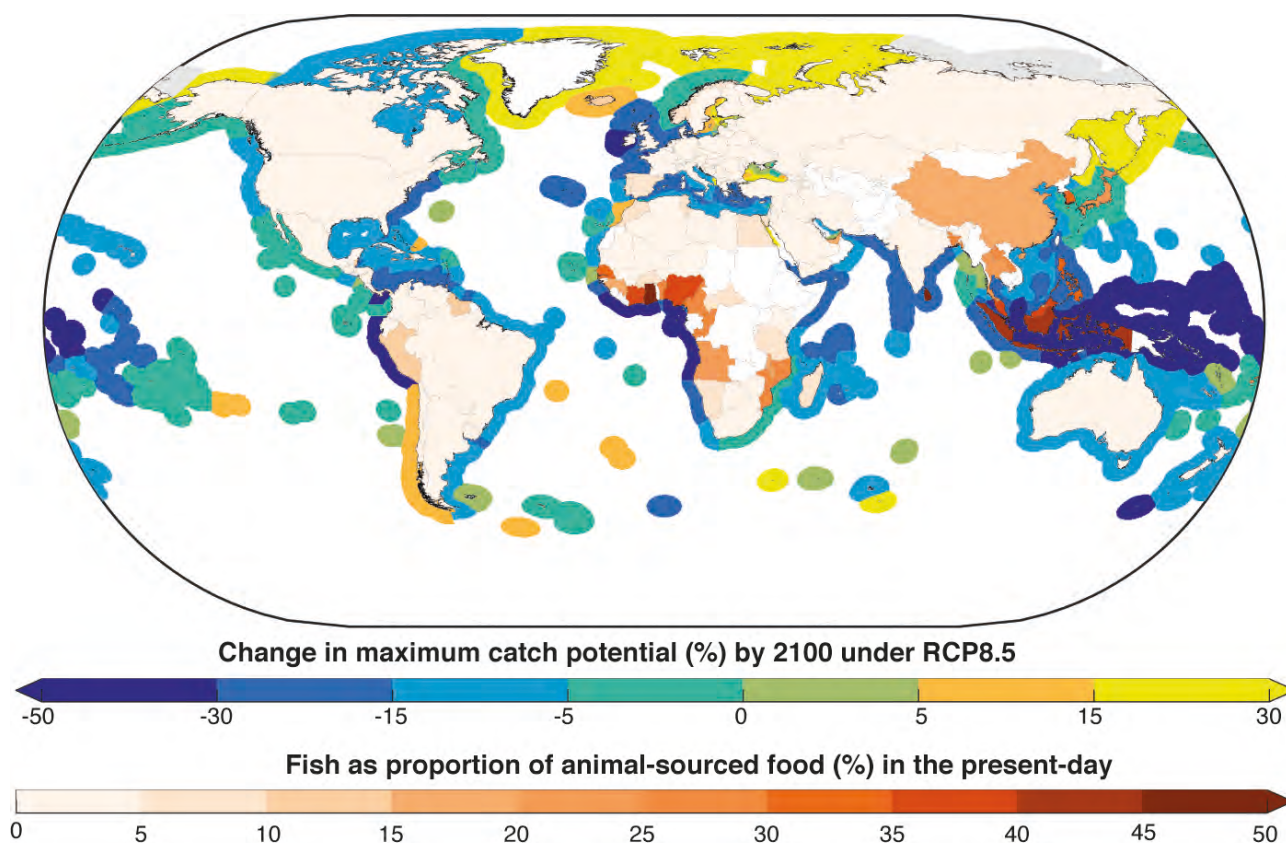 Change in maximum catch potential (%) by 2100 under RCP8.5
-50 -30 -15 -5 0 5 15 30
Fish as proportion of animal-sourced food (%) in the present-day
0 5 10 15 20 25 30 35 40 45 50